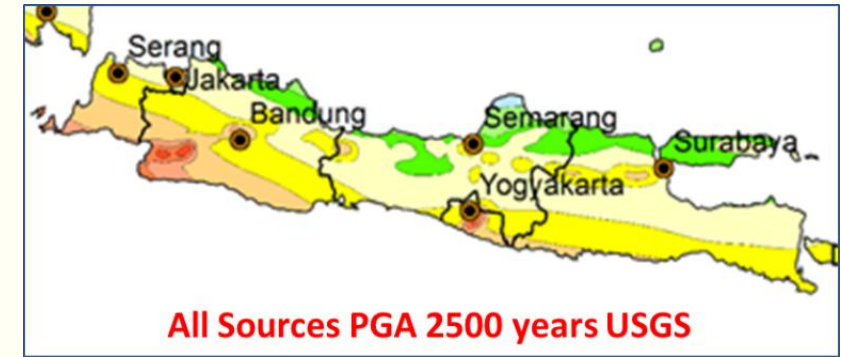 Serang
Jakarta
Bandung
Semarang
Surabaya
Yogyakarta
All Sources PGA 2500 years USGS